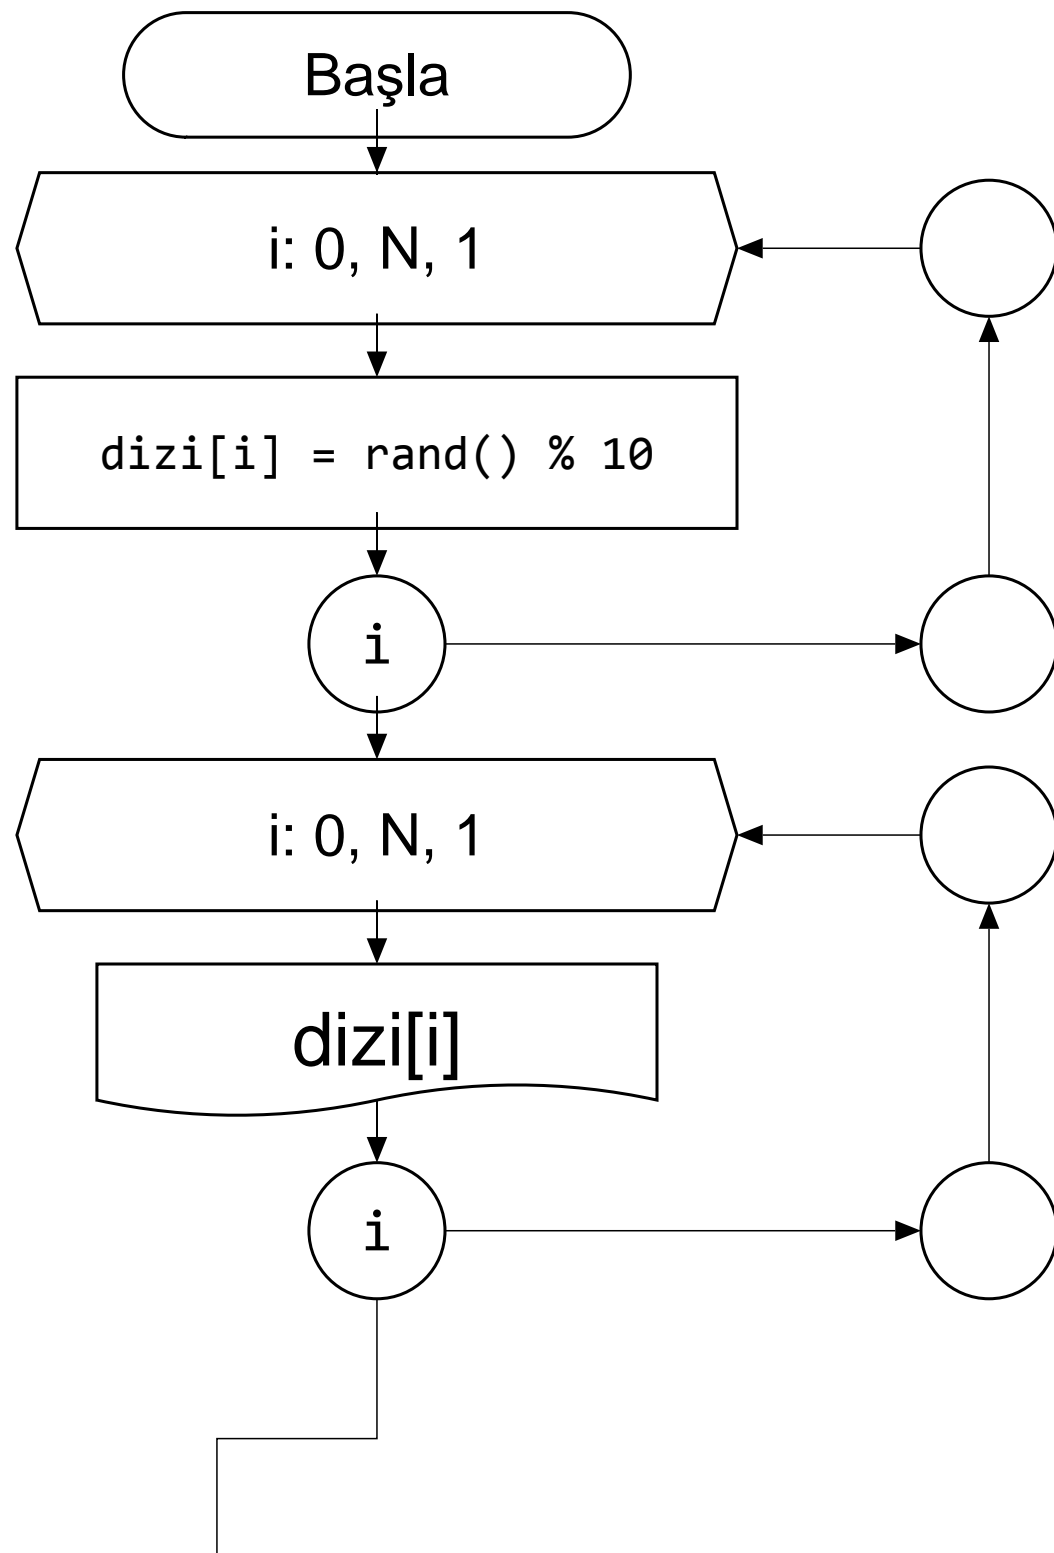 Başla
i: 0, N, 1
dizi[i] = rand() % 10
i
i: 0, N, 1
dizi[i]
i